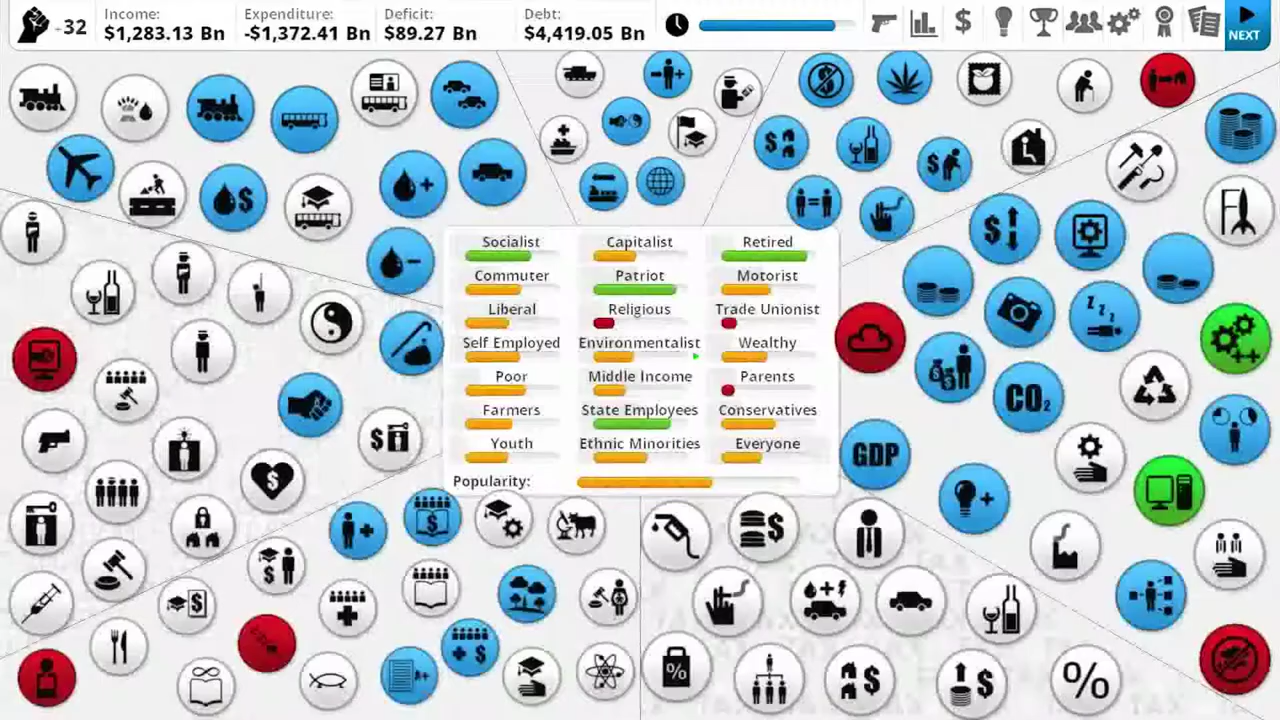 32
Income:
$1,283.13 Bn
Expenditure:
-$1,372.41 Bn
Deficit:
$89.27 Bn
Debt:
$4,419.05 Bn
NEXT
Socialist Capitalist Retired
Commuter Patriot Motorist
Liberal Religious Trade Unionist
Self Employed Environmentalist Wealthy
Poor Middle Income Parents
Farmers State Employees Conservatives
Youth Ethnic Minorities Everyone
Popularity:
CO2
GDP